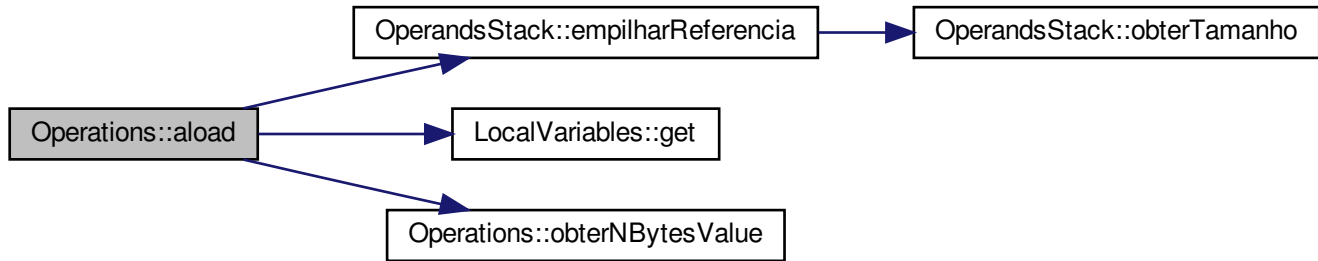 OperandsStack::empilharReferencia
OperandsStack::obterTamanho
Operations::aload
LocalVariables::get
Operations::obterNBytesValue